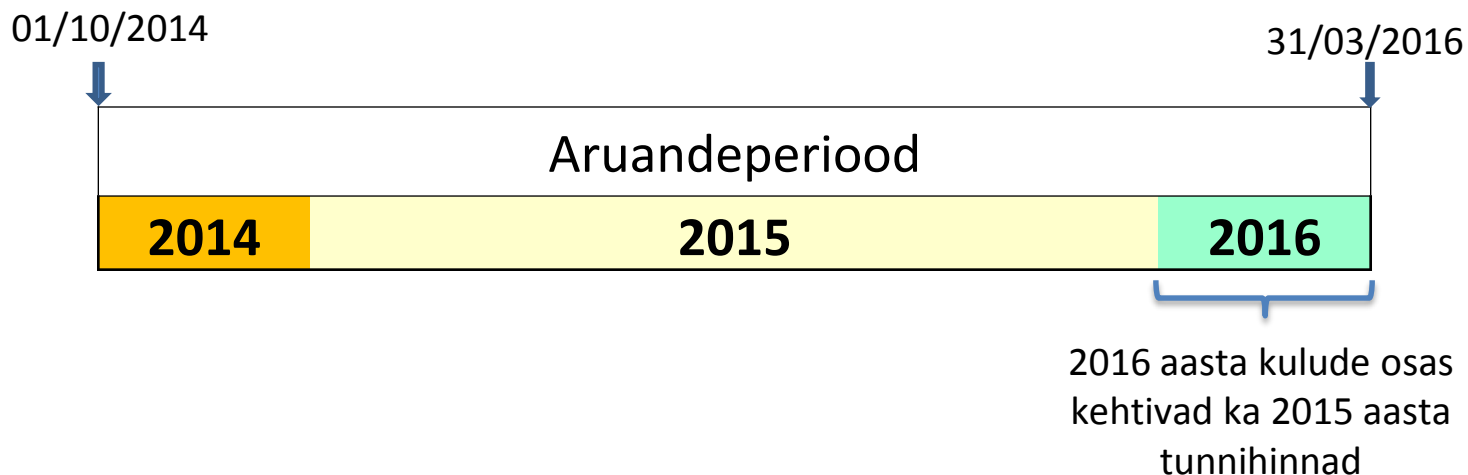 01/10/2014
31/03/2016
Aruandeperiood
2014 2015 2016
2016 aasta kulude osas
kehtivad ka 2015 aasta
tunnihinnad